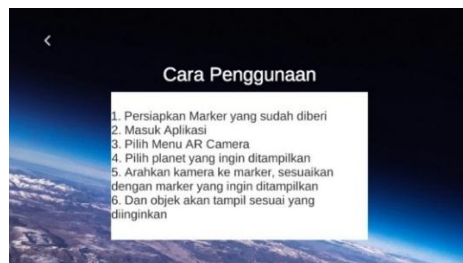 Cara Penggunaan
1. Persiapkan Marker yang sudah diberi
2. Masuk Aplikasi
3. Pilih Menu AR Camera
4. Pilih planet yang ingin ditampilkan
5. Arahkan kamera ke marker, sesuaikan
dengan marker yang ingin ditampilkan
6. Dan objek akan tampil sesuai yang
diinginkan